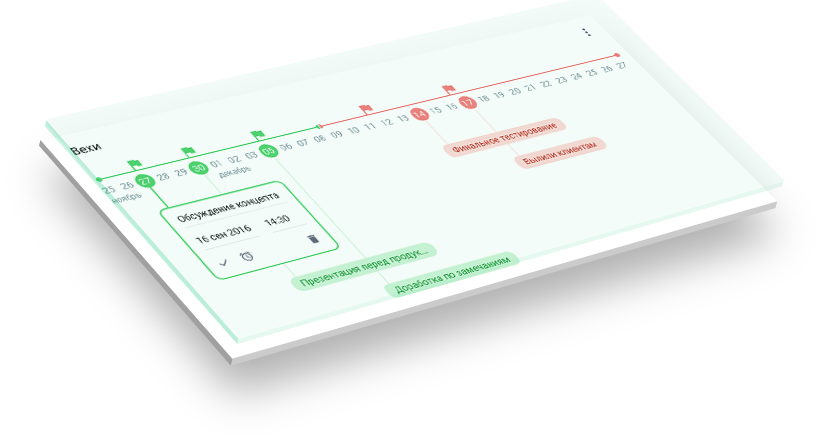 Вехи
25 26 27 28 29 30 01 02 03 05 06 07 08 09 10 11 12 13 14 15 16 17 18 19 20 21 22 23 24 25 26 27
ноябрь декабрь
Финальное тестирование
Выпили клиентам
Обсуждение концепта
16 сен 2016 14:30
Презентация перед продук...
Доработка по замечаниям